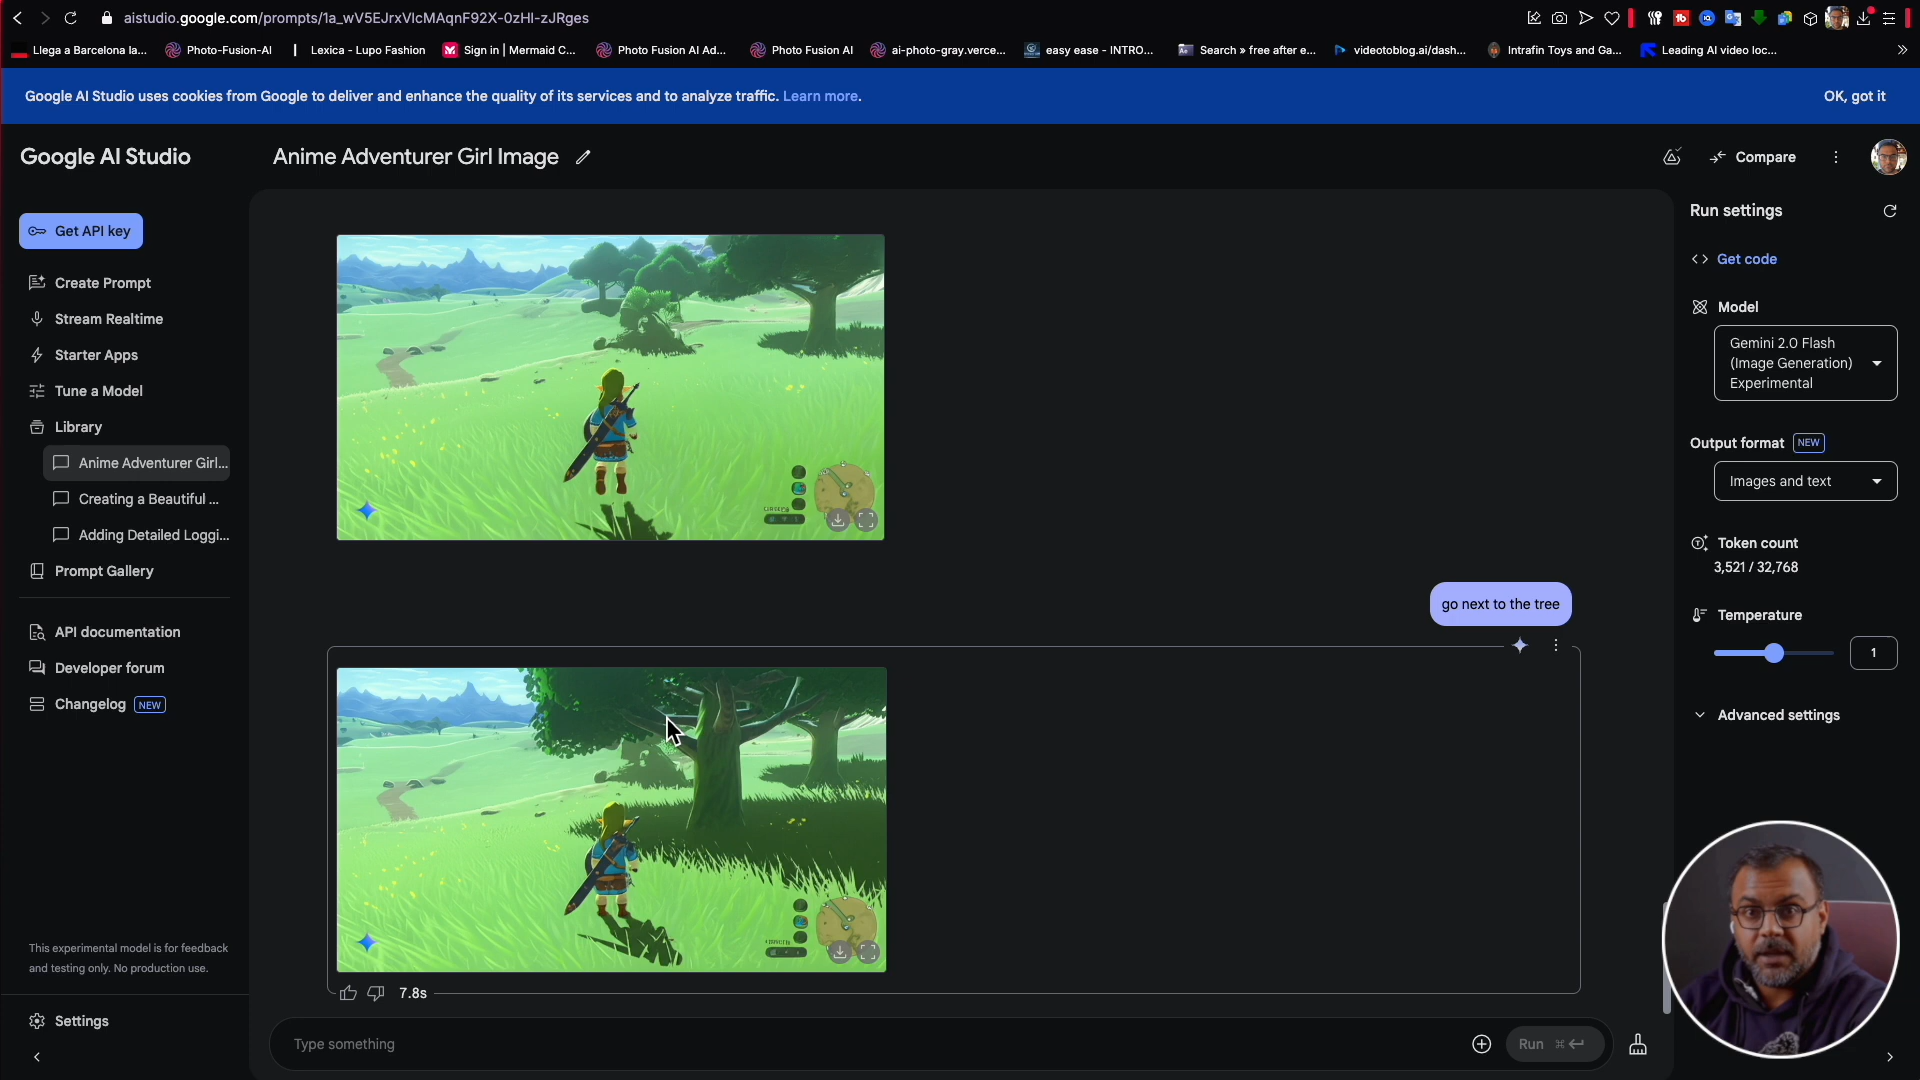 aistudio.google.com/prompts/1a_wV5EJrxVIcMAqnF92X-0zHI-zJRges
Llega a Barcelona la...
Photo-Fusion-AI
Lexica - Lupo Fashion
Sign in | Mermaid C...
Photo Fusion AI Ad...
Photo Fusion AI
ai-photo-gray.verce...
easy ease - INTRO...
Search » free after e...
videotoblog.ai/dash...
Intrafin Toys and Ga...
Leading AI video loc...
Google AI Studio uses cookies from Google to deliver and enhance the quality of its services and to analyze traffic. Learn more.
OK, got it
Google AI Studio
Anime Adventurer Girl Image
Compare
Get API key
Create Prompt
Stream Realtime
Starter Apps
Tune a Model
Library
Anime Adventurer Girl...
Creating a Beautiful ...
Adding Detailed Loggi...
Prompt Gallery
API documentation
Developer forum
Changelog NEW
This experimental model is for feedback
and testing only. No production use.
Settings
go next to the tree
7.8s
Type something
Run
Run settings
Get code
Model
Gemini 2.0 Flash
(Image Generation)
Experimental
Output format NEW
Images and text
Token count
3,521 / 32,768
Temperature
1
Advanced settings